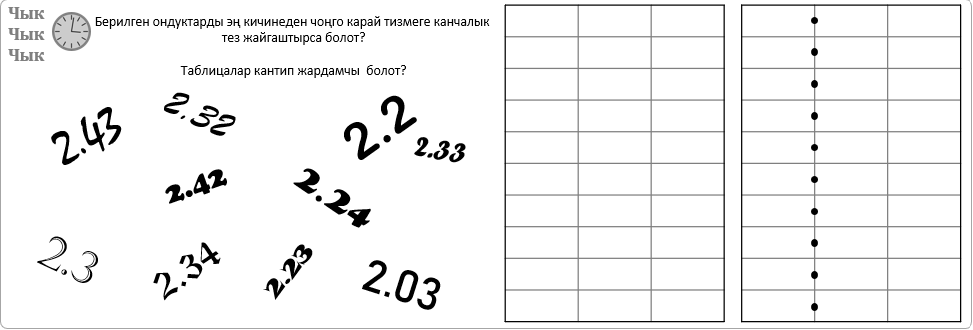 Чык
Чык
Чык
Берилген ондуктарды эң кичинеден чоңго карай тизмеге канчалык
тез жайгаштырса болот?
Таблицалар кантип жардамчы болот?
2.43
2.32
2.2
2.33
2.42
2.24
2.3
2.34
2.23
2.03